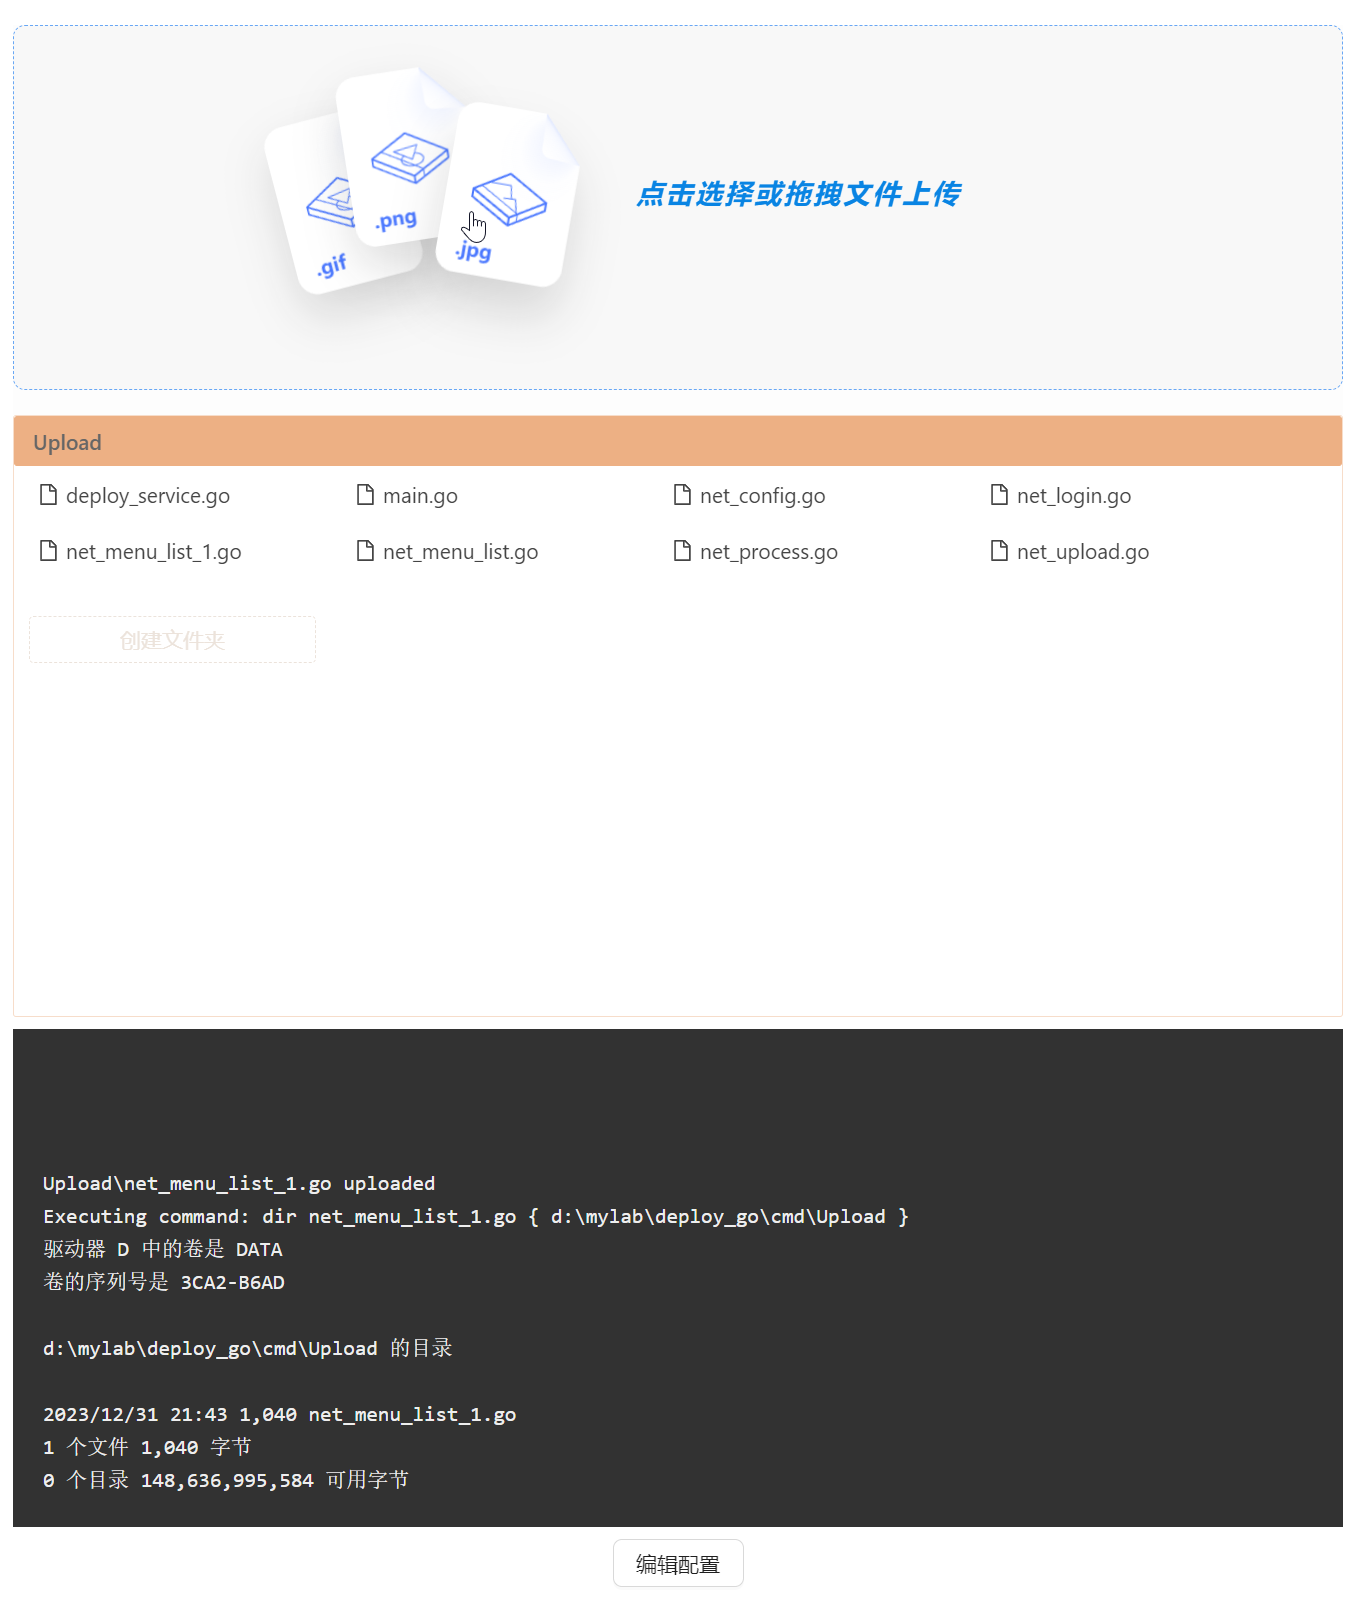 .gif
.png
.jpg
点击选择或拖拽文件上传
Upload
deploy_service.go
main.go
net_config.go
net_login.go
net_menu_list_1.go
net_menu_list.go
net_process.go
net_upload.go
创建文件夹
Upload\net_menu_list_1.go uploaded
Executing command: dir net_menu_list_1.go { d:\mylab\deploy_go\cmd\Upload }
驱动器 D 中的卷是 DATA
卷的序列号是 3CA2-B6AD
d:\mylab\deploy_go\cmd\Upload 的目录
2023/12/31 21:43 1,040 net_menu_list_1.go
1 个文件 1,040 字节
0 个目录 148,636,995,584 可用字节
编辑配置